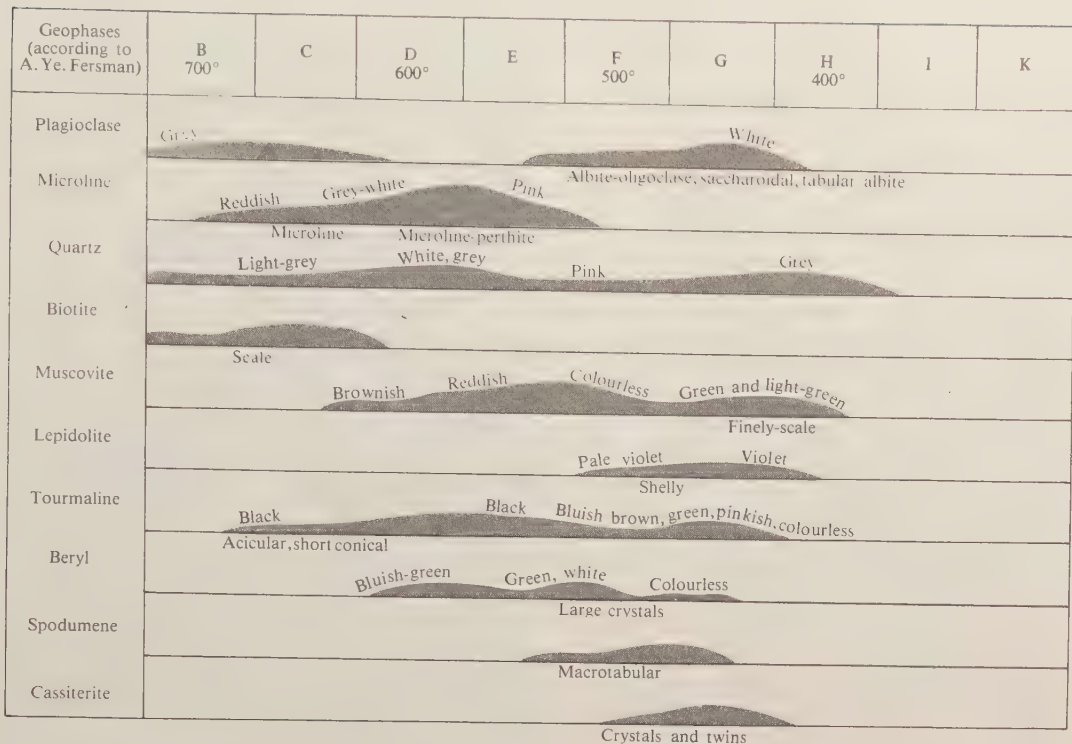 Geophases
(according to
A. Ye. Fersman)
B
700°
C
D
600°
E
F
500°
G
H
400°
I
K
Plagioclase
Grey
White
Albite-oligoclase, saccharoidal, tabular albite
Microline
Reddish
Grey-white
Pink
Microline
Microline-perthite
Quartz
Light-grey
White, grey
Pink
Grey
Biotite
Scale
Muscovite
Brownish
Reddish
Colourless
Green and light-green
Finely-scale
Lepidolite
Pale violet
Violet
Shelly
Tourmaline
Black
Black
Bluish brown, green, pinkish, colourless
Acicular, short conical
Beryl
Bluish-green
Green, white
Colourless
Large crystals
Spodumene
Macrotabular
Cassiterite
Crystals and twins